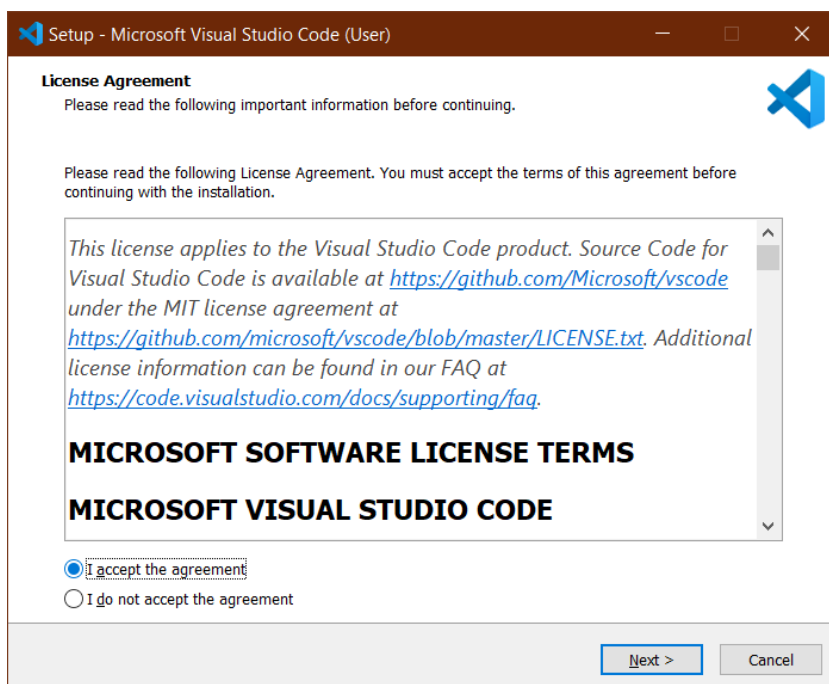 Setup - Microsoft Visual Studio Code (User)
License Agreement
Please read the following important information before continuing.
Please read the following License Agreement. You must accept the terms of this agreement before
continuing with the installation.
This license applies to the Visual Studio Code product. Source Code for
Visual Studio Code is available at https://github.com/Microsoft/vscode
under the MIT license agreement at
https://github.com/microsoft/vscode/blob/master/LICENSE.txt. Additional
license information can be found in our FAQ at
https://code.visualstudio.com/docs/supporting/faq.
MICROSOFT SOFTWARE LICENSE TERMS
MICROSOFT VISUAL STUDIO CODE
I accept the agreement
I do not accept the agreement
Next >
Cancel